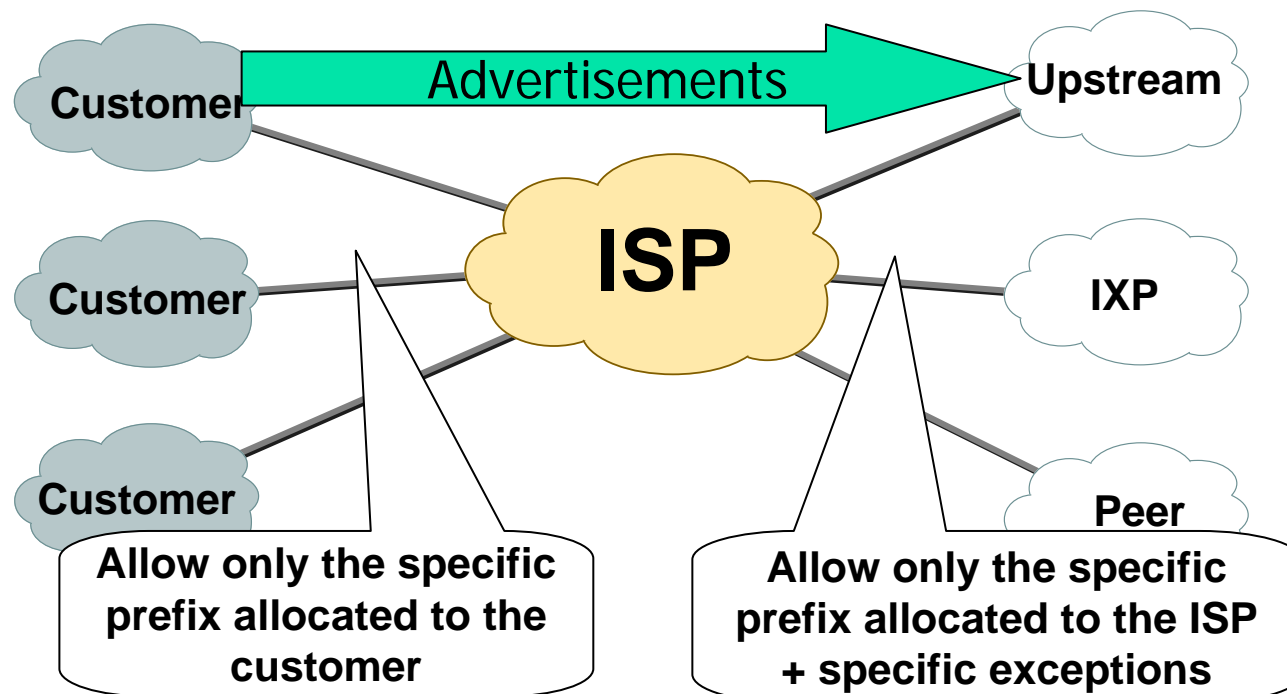 Advertisements
Customer
Upstream
ISP
Customer
IXP
Customer
Peer
Allow only the specific
prefix allocated to the
customer
Allow only the specific
prefix allocated to the ISP
+ specific exceptions